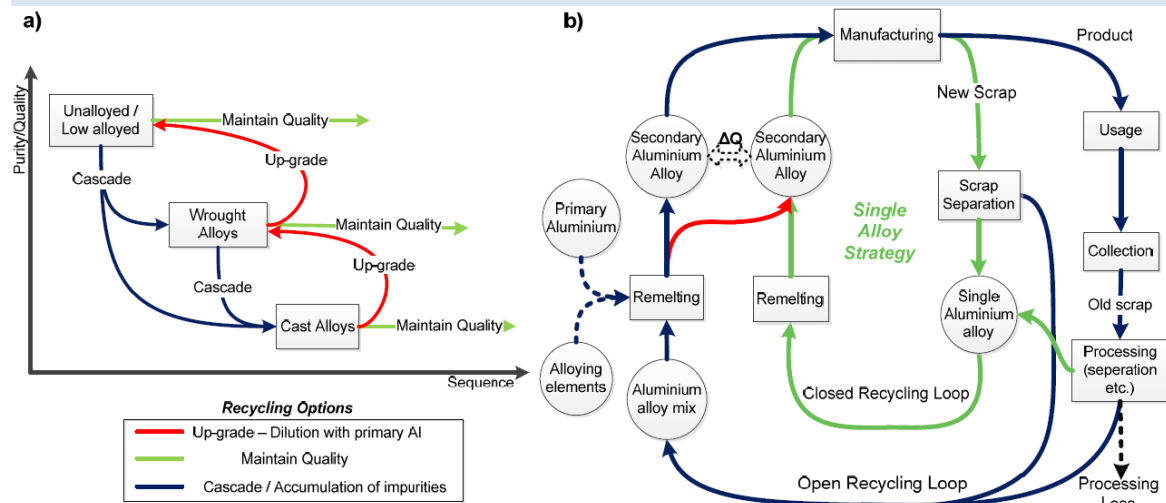 a)
Purity/Quality
Unalloyed /
Low alloyed
Maintain Quality
Up-grade
Cascade
Wrought
Alloys
Maintain Quality
Up-grade
Cascade
Cast Alloys
Maintain Quality
Sequence
Recycling Options
Up-grade – Dilution with primary Al
Maintain Quality
Cascade / Accumulation of impurities
b)
Manufacturing
Product
New Scrap
Usage
Secondary
Aluminium
Alloy
ΔQ
Secondary
Aluminium
Alloy
Scrap
Separation
Primary
Aluminium
Single
Alloy
Strategy
Collection
Remelting
Remelting
Old scrap
Single
Aluminium
alloy
Processing
(seperation
etc.)
Alloying
elements
Aluminium
alloy mix
Closed Recycling Loop
Open Recycling Loop
Processing
Loss